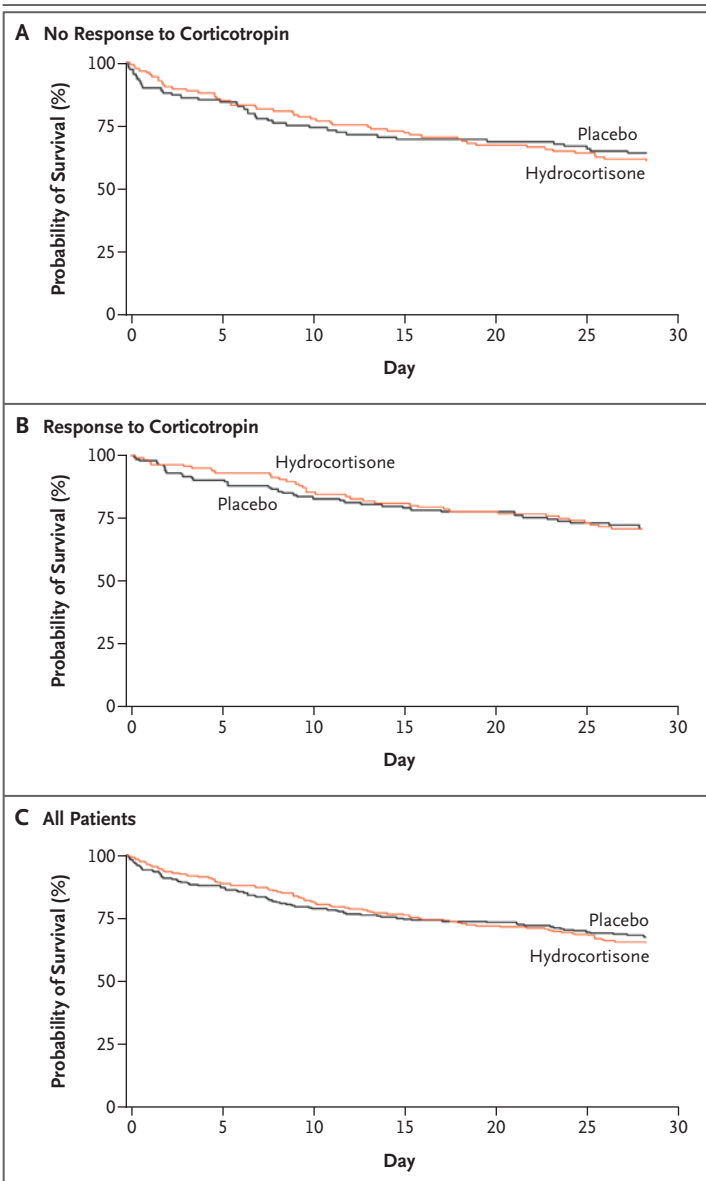 A No Response to Corticotropin
100
75
50
25
0
Probability of Survival (%)
Placebo
Hydrocortisone
0 5 10 15 20 25 30
Day
B Response to Corticotropin
100
75
50
25
0
Probability of Survival (%)
Hydrocortisone
Placebo
0 5 10 15 20 25 30
Day
C All Patients
100
75
50
25
0
Probability of Survival (%)
Placebo
Hydrocortisone
0 5 10 15 20 25 30
Day